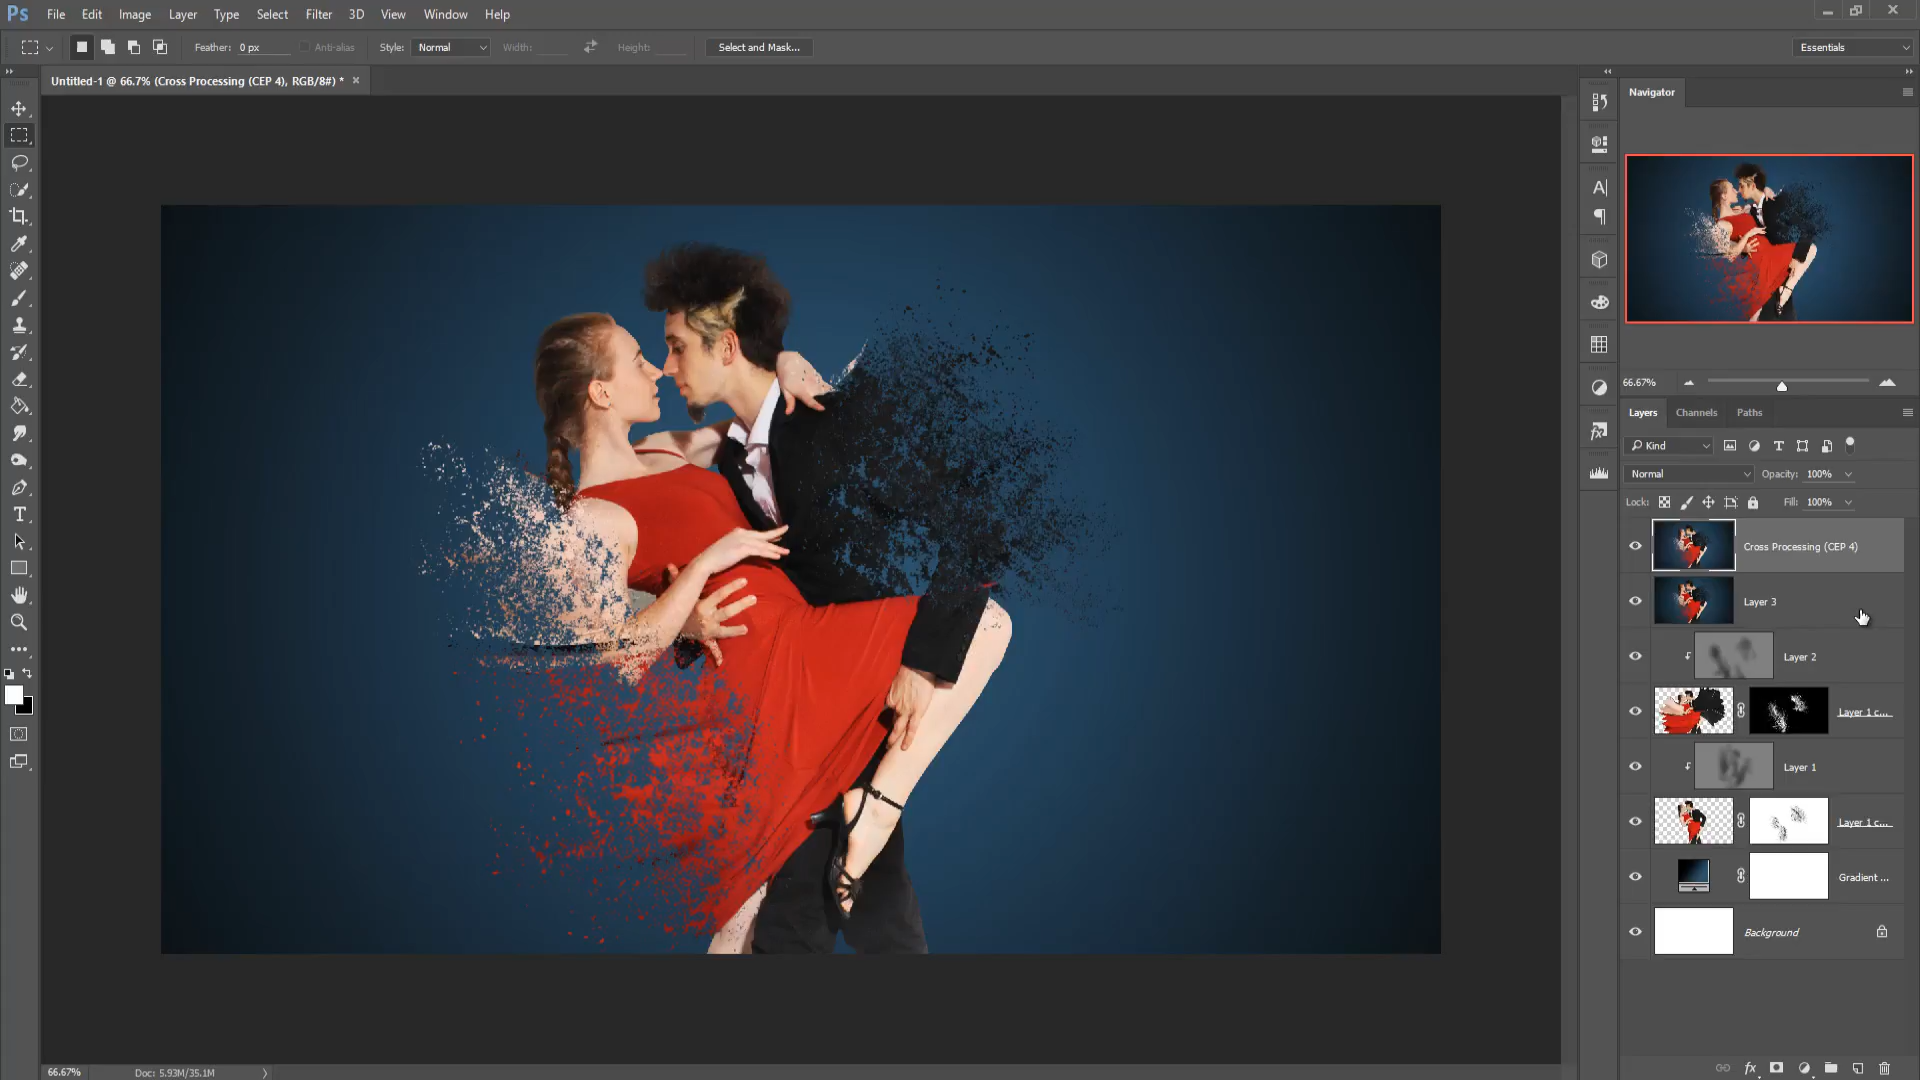 Ps File Edit Image Layer Type Select Filter 3D View Window Help
Feather: 0 px Anti-alias Style: Normal Width: Height: Select and Mask... Essentials
Untitled-1 @ 66.7% (Cross Processing (CEP 4), RGB/8#) * ×
Navigator
66.67%
Layers Channels Paths
Kind
Normal Opacity: 100%
Lock: Fill: 100%
Cross Processing (CEP 4)
Layer 3
Layer 2
Layer 1 c...
Layer 1
Layer 1 c...
Gradient ...
Background
66.67% Doc: 5.93M/35.1M